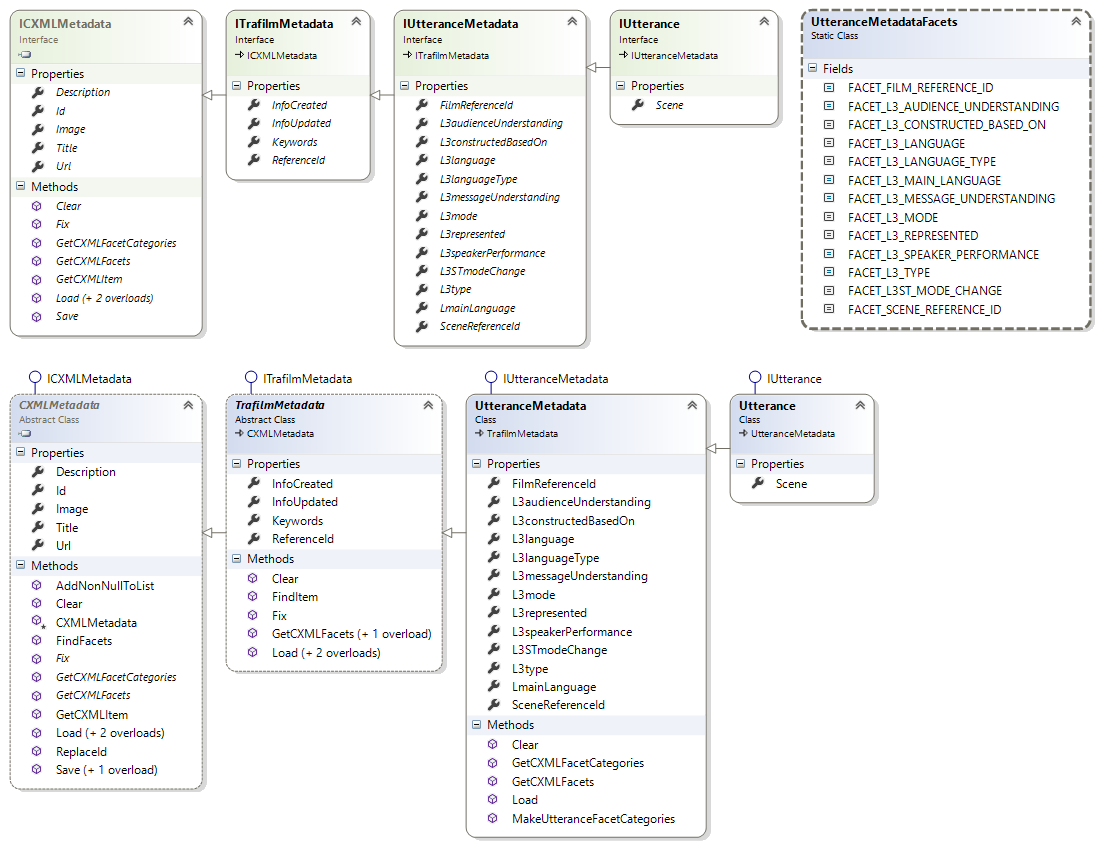 ICXMLMetadata
Interface
Properties
Description
Id
Image
Title
Url
Methods
Clear
Fix
GetCXMLFacetCategories
GetCXMLFacets
GetCXMLItem
Load (+ 2 overloads)
Save
ITrafilmMetadata
Interface
ICXMLMetadata
Properties
InfoCreated
InfoUpdated
Keywords
ReferenceId
IUtteranceMetadata
Interface
ITrafilmMetadata
Properties
FilmReferenceId
L3audienceUnderstanding
L3constructedBasedOn
L3language
L3languageType
L3messageUnderstanding
L3mode
L3represented
L3speakerPerformance
L3STmodeChange
L3type
LmainLanguage
SceneReferenceId
IUtterance
Interface
IUtteranceMetadata
Properties
Scene
UtteranceMetadataFacets
Static Class
Fields
FACET_FILM_REFERENCE_ID
FACET_L3_AUDIENCE_UNDERSTANDING
FACET_L3_CONSTRUCTED_BASED_ON
FACET_L3_LANGUAGE
FACET_L3_LANGUAGE_TYPE
FACET_L3_MAIN_LANGUAGE
FACET_L3_MESSAGE_UNDERSTANDING
FACET_L3_MODE
FACET_L3_REPRESENTED
FACET_L3_SPEAKER_PERFORMANCE
FACET_L3_TYPE
FACET_L3ST_MODE_CHANGE
FACET_SCENE_REFERENCE_ID
ICXMLMetadata
CXMLMetadata
Abstract Class
Properties
Description
Id
Image
Title
Url
Methods
AddNonNullToList
Clear
CXMLMetadata
FindFacets
Fix
GetCXMLFacetCategories
GetCXMLFacets
GetCXMLItem
Load (+ 2 overloads)
ReplaceId
Save (+ 1 overload)
ITrafilmMetadata
TrafilmMetadata
Abstract Class
CXMLMetadata
Properties
InfoCreated
InfoUpdated
Keywords
ReferenceId
Methods
Clear
FindItem
Fix
GetCXMLFacets (+ 1 overload)
Load (+ 2 overloads)
IUtteranceMetadata
UtteranceMetadata
Class
TrafilmMetadata
Properties
FilmReferenceId
L3audienceUnderstanding
L3constructedBasedOn
L3language
L3languageType
L3messageUnderstanding
L3mode
L3represented
L3speakerPerformance
L3STmodeChange
L3type
LmainLanguage
SceneReferenceId
Methods
Clear
GetCXMLFacetCategories
GetCXMLFacets
Load
MakeUtteranceFacetCategories
IUtterance
Utterance
Class
UtteranceMetadata
Properties
Scene